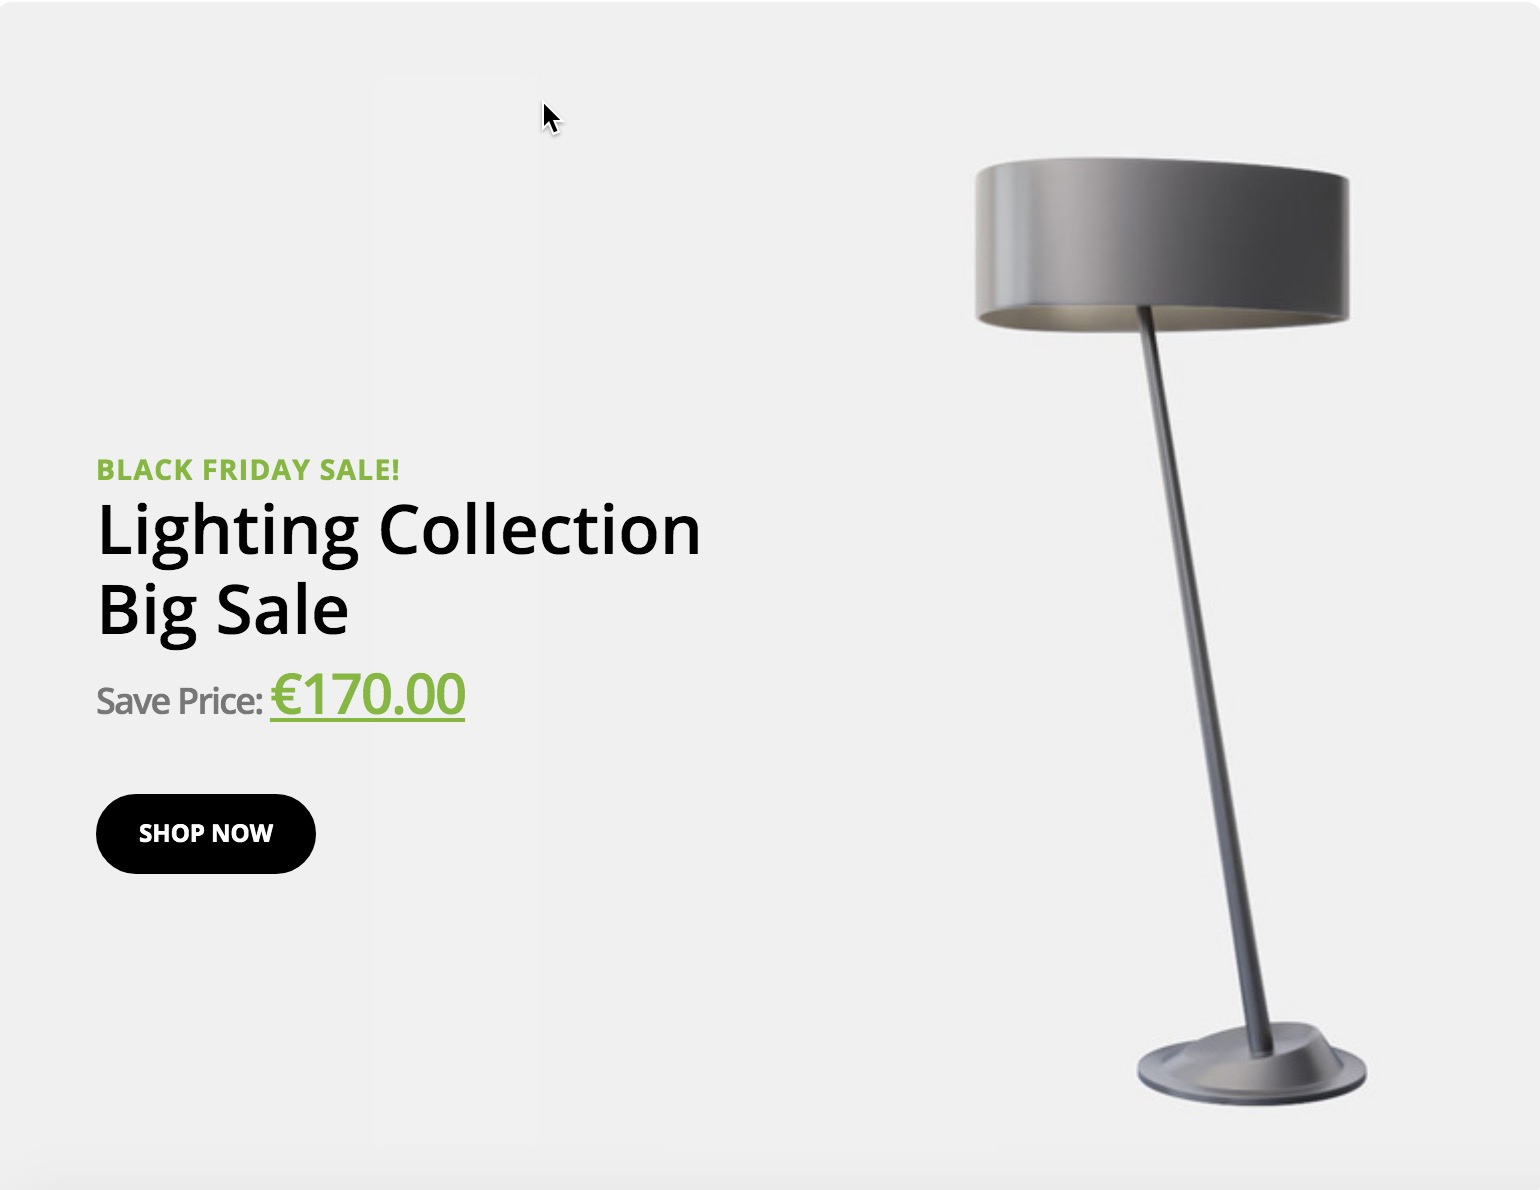 BLACK FRIDAY SALE!
Lighting Collection
Big Sale
Save Price: €170.00
SHOP NOW